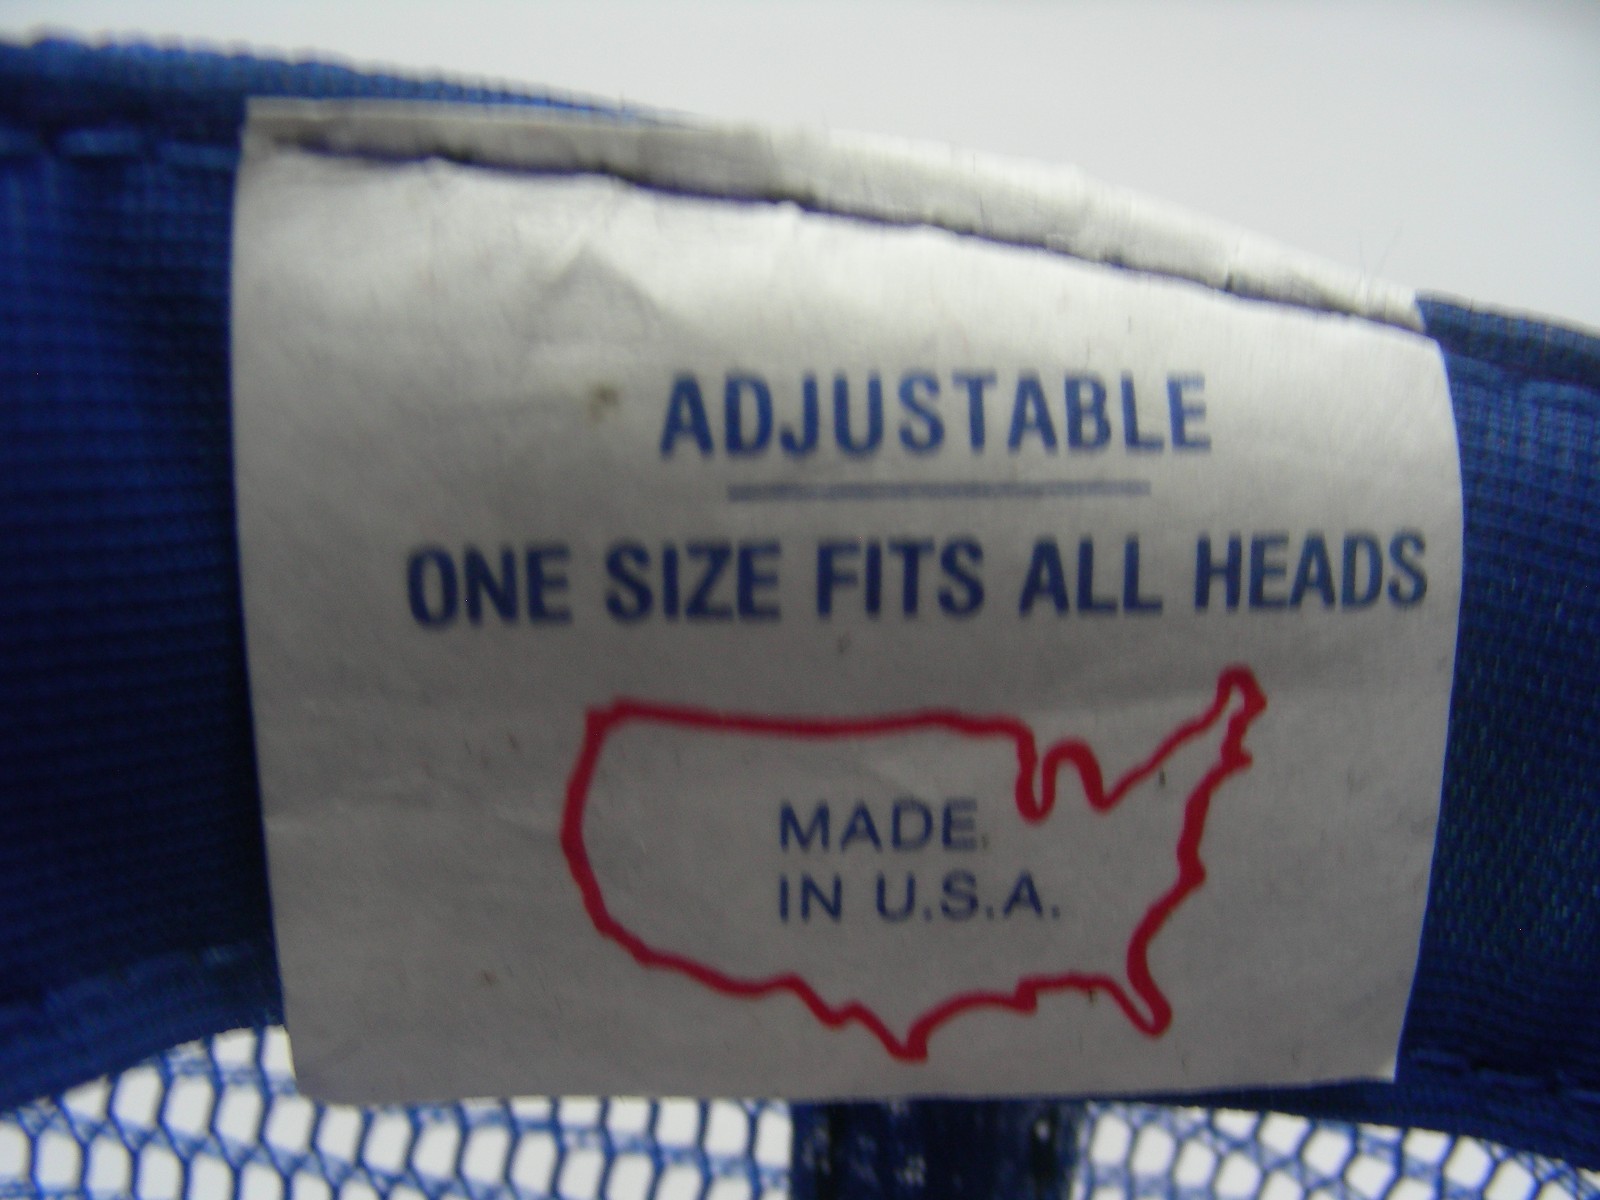 ADJUSTABLE
ONE SIZE FITS ALL HEADS
MADE
IN U.S.A.